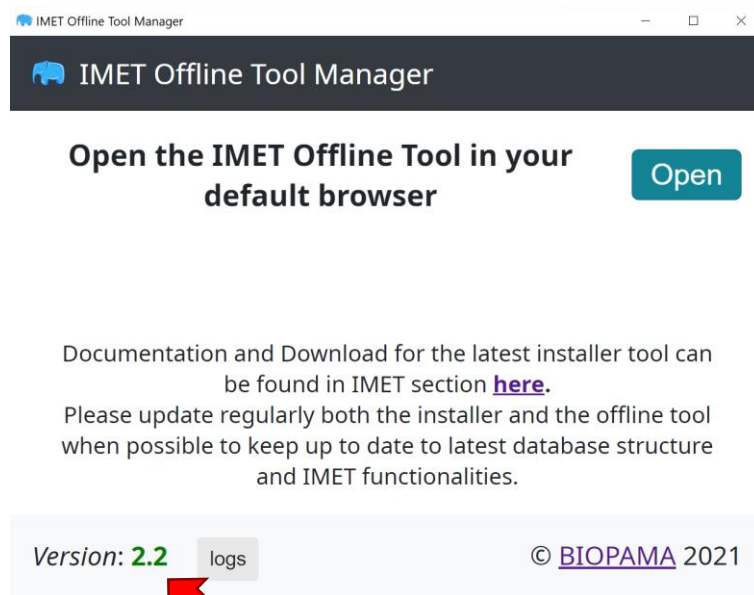 IMET Offline Tool Manager
IMET Offline Tool Manager
Open the IMET Offline Tool in your
default browser
Open
Documentation and Download for the latest installer tool can
be found in IMET section here.
Please update regularly both the installer and the offline tool
when possible to keep up to date to latest database structure
and IMET functionalities.
Version: 2.2 logs © BIOPAMA 2021